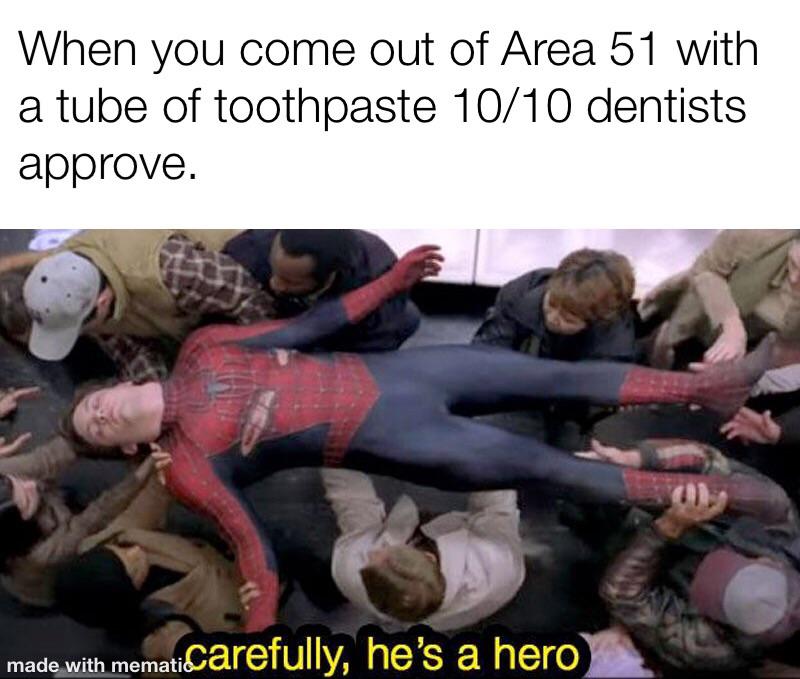 When you come out of Area 51 with
a tube of toothpaste 10/10 dentists
approve.
made with mematic
carefully, he's a hero